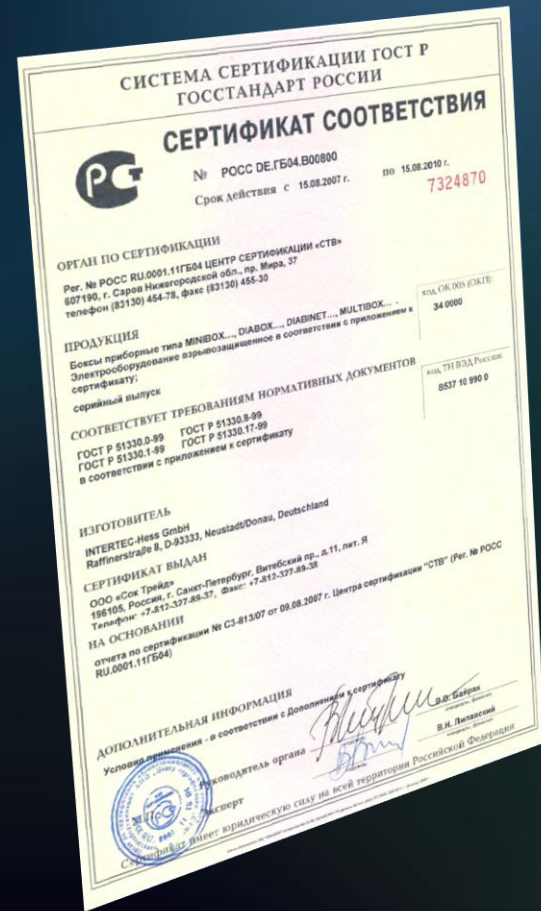 СИСТЕМА СЕРТИФИКАЦИИ ГОСТ Р
ГОССТАНДАРТ РОССИИ
СЕРТИФИКАТ СООТВЕТСТВИЯ
№ РОСС DE.ГБ04.В00800
Срок действия с 15.08.2007 г. по 15.08.2010 г.
7324870
ОРГАН ПО СЕРТИФИКАЦИИ
Рег. № РОСС RU.0001.11ГБ04 ЦЕНТР СЕРТИФИКАЦИИ «СТВ»
607190, г. Саров Нижегородской обл., пр. Мира, 37
телефон (83130) 454-78, факс (83130) 455-30
ПРОДУКЦИЯ
Боксы приборные типа MINIBOX..., DIABOX..., DIABINET..., MULTIBOX... .
Электрооборудование взрывозащищенное в соответствии с приложением к
сертификату;
серийный выпуск
код ОК 005 (ОКП):
34 0000
СООТВЕТСТВУЕТ ТРЕБОВАНИЯМ НОРМАТИВНЫХ ДОКУМЕНТОВ
ГОСТ Р 51330.0-99 ГОСТ Р 51330.8-99
ГОСТ Р 51330.1-99 ГОСТ Р 51330.17-99
в соответствии с приложением к сертификату
код ТН ВЭД России
8537 10 990 0
ИЗГОТОВИТЕЛЬ
INTERTEC-Hess GmbH
Raffineristraße 8, D-93333, Neustadt/Donau, Deutschland
СЕРТИФИКАТ ВЫДАН
ООО «Сок Трейд»
196105, Россия, г. Санкт-Петербург, Витебский пр., д.11, лит. Я
Телефон: +7-812-327-89-37, Факс: +7-812-327-89-38
НА ОСНОВАНИИ
отчета по сертификации № СЗ-813/07 от 09.08.2007 г. Центра сертификации "СТВ" (Рег. № РОСС
RU.0001.11ГБ04)
ДОПОЛНИТЕЛЬНАЯ ИНФОРМАЦИЯ
Условия применения - в соответствии с Дополнением к сертификату
Руководитель органа
В.В. Байрак
Эксперт
В.Н. Лилавский
Сертификат имеет юридическую силу на всей территории Российской Федерации